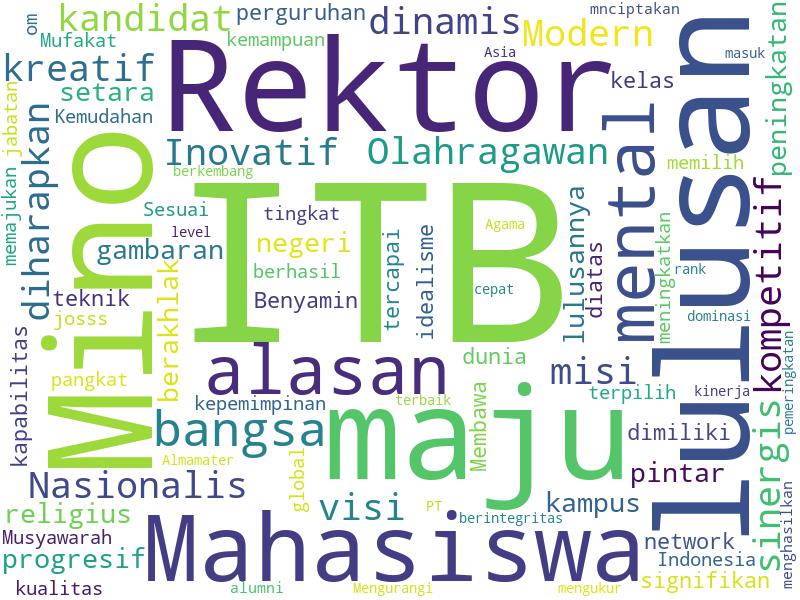 om
kandidat
perguruhan
dinamis
mnciptakan
Mufakat
kemampuan
Modern
peningkatan
kreatif
Rektor
Asia
masuk
setara
kelas
jabatan
Kemudahan
lulusan
Inovatif
Olahragawan
mental
memilih
diharapkan
Mino
berkembang
ITB
kompetitif
memajukan
Sesuai
tingkat
Agama
lulusannya
meningkatkan
level
gambaran
negeri
tercapai
idealisme
diatas
berhasil
rank
teknik
berakhlak
Benyamin
cepat
josss
dominasi
kapabilitas
alasan
dunia
misi
pemeringkatan
pangkat
kepemimpinan
terbaik
Membawa
terpilih
kinerja
bangsa
maju
dimiliki
sinergis
Almamater
pintar
Nasionalis
global
visi
PT
kampus
menghasilkan
religius
Mahasiswa
berintegritas
Musyawarah
network
progresif
Indonesia
kualitas
alumni
Mengurangi
mengukur
signifikan